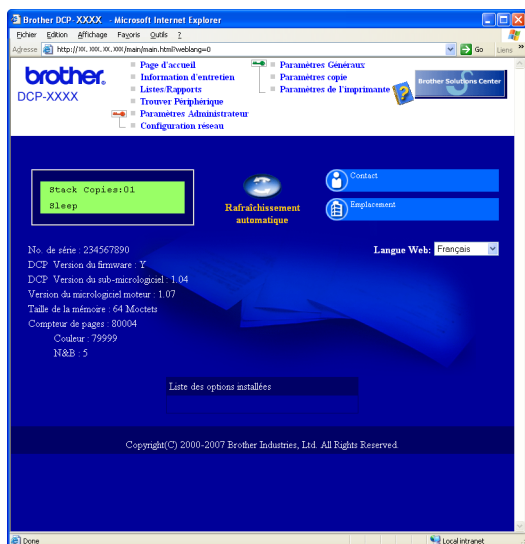 Brother DCP-XXXX - Microsoft Internet Explorer
Fichier Edition Affichage Favoris Outils ?
Adresse http://XXX.XXX.XX.XXX/main/main.html?weblang=0 Go Liens »
brother.
DCP-XXXX
Page d'accueil
Information d'entretien
Listes/Rapports
Trouver Périphérique
Paramètres Administrateur
Configuration réseau
Paramètres Généraux
Paramètres copie
Paramètres de l'imprimante
Brother Solutions Center
Stack Copies:01
Sleep
Rafraîchissement
automatique
Contact
Emplacement
No. de série : 234567890
Langue Web: Français
DCP Version du firmware : Y
DCP Version du sub-micrologiciel : 1.04
Version du micrologiciel moteur : 1.07
Taille de la mémoire : 64 Moctets
Compteur de pages : 80004
Couleur : 79999
N&B : 5
Liste des options installées
Copyright(C) 2000-2007 Brother Industries, Ltd. All Rights Reserved.
Done
Local intranet